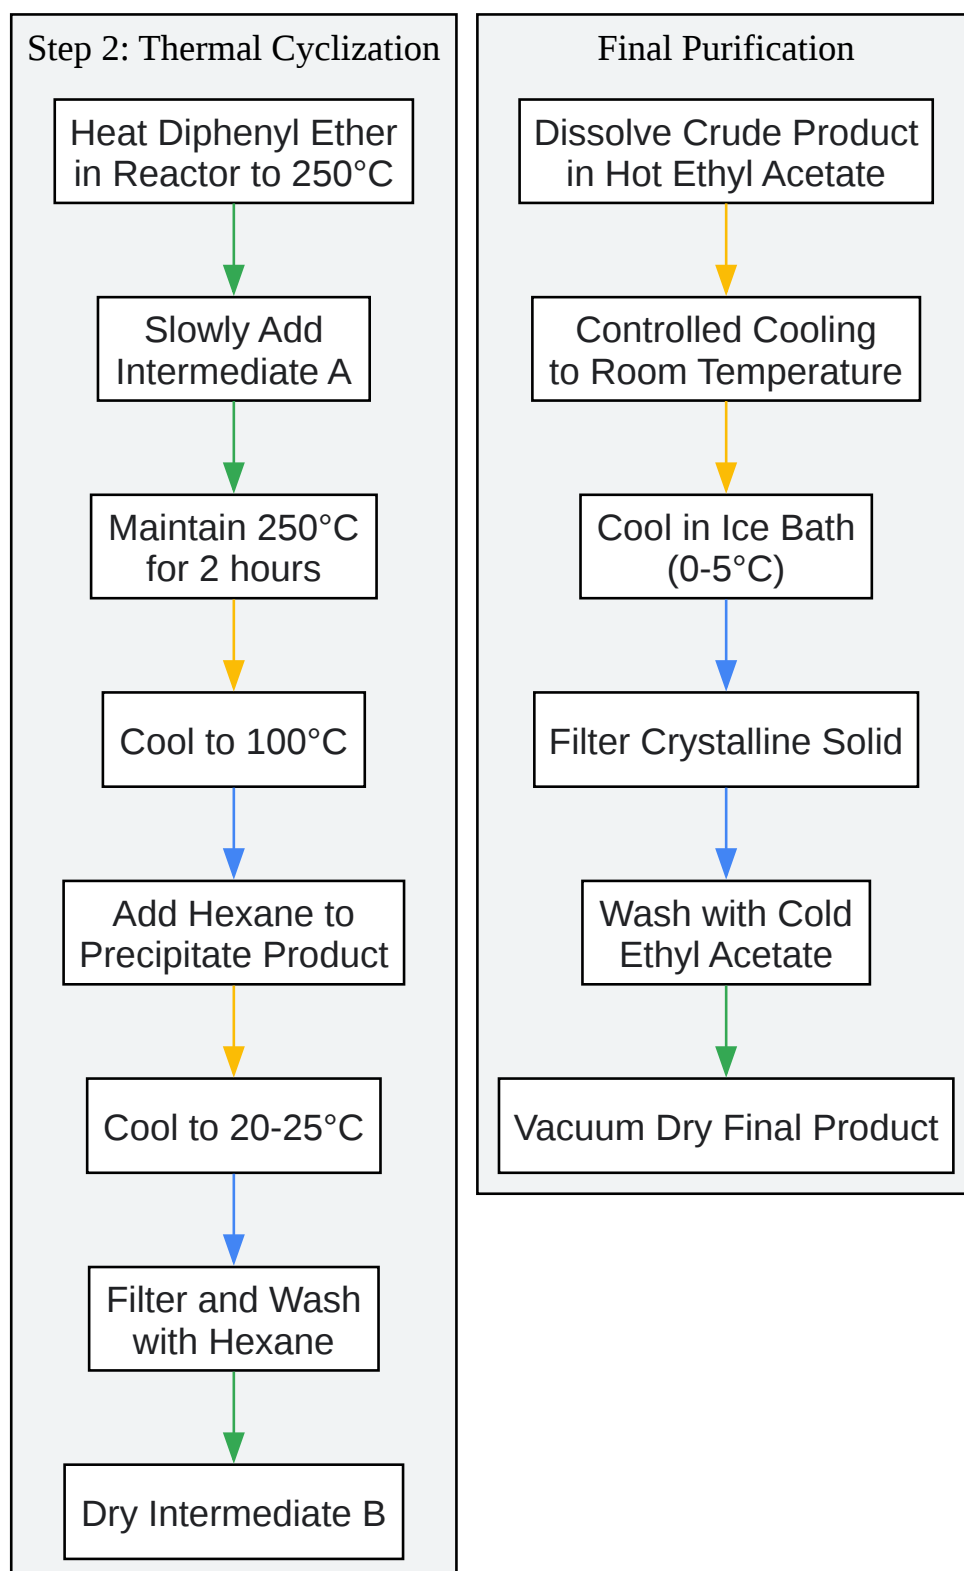 Step 2: Thermal Cyclization
Heat Diphenyl Ether
in Reactor to 250°C
Slowly Add
Intermediate A
Maintain 250°C
for 2 hours
Cool to 100°C
Add Hexane to
Precipitate Product
Cool to 20-25°C
Filter and Wash
with Hexane
Dry Intermediate B
Final Purification
Dissolve Crude Product
in Hot Ethyl Acetate
Controlled Cooling
to Room Temperature
Cool in Ice Bath
(0-5°C)
Filter Crystalline Solid
Wash with Cold
Ethyl Acetate
Vacuum Dry Final Product